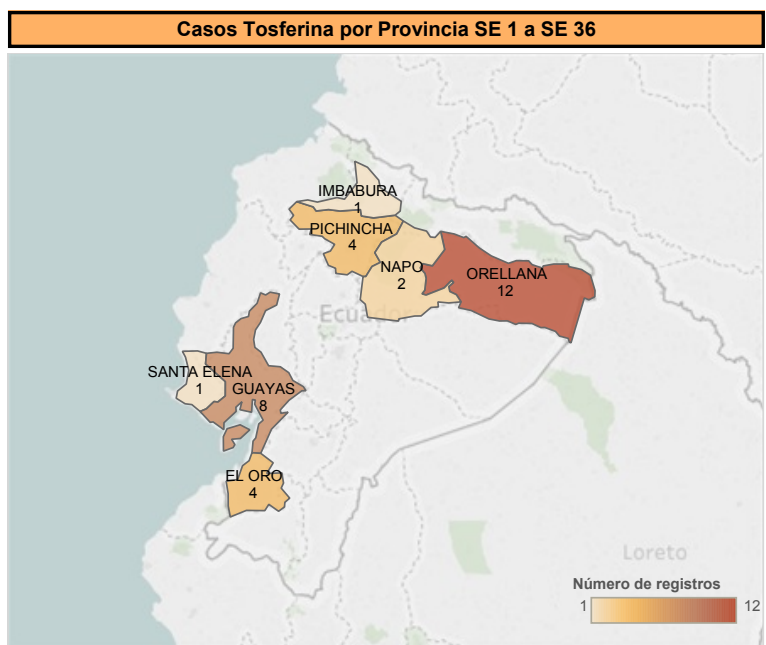 Casos Tosferina por Provincia SE 1 a SE 36
IMBABURA
1
PICHINCHA
4
NAPO
2
ORELLANA
12
Ecuador
SANTA ELENA
1
GUAYAS
8
EL ORO
4
Loreto
Número de registros
1
12